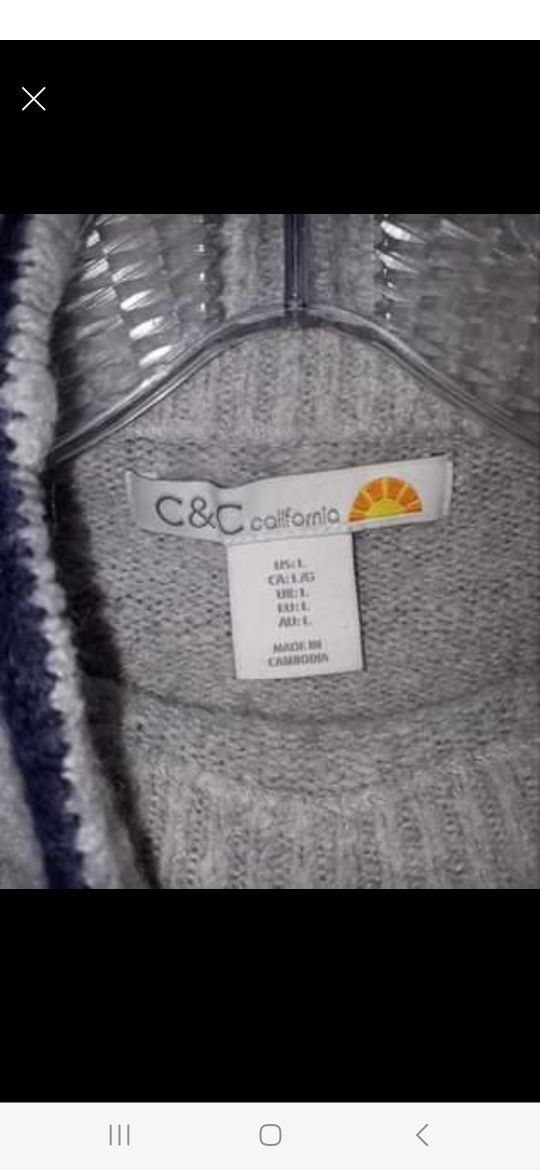 C&C california
US: L
CA: L/G
UK: L
EU: L
AU: L
MADE IN
CAMBODIA